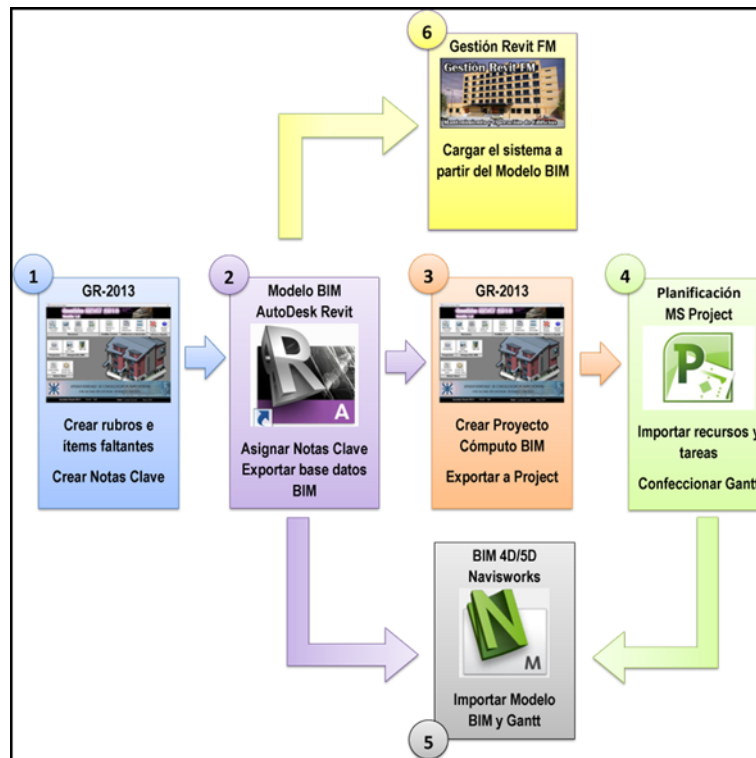 6
Gestión Revit FM
Gestión Revit FM
Cargar el sistema a
partir del Modelo BIM
1
GR-2013
Crear rubros e
ítems faltantes
Crear Notas Clave
2
Modelo BIM
AutoDesk Revit
R
A
Asignar Notas Clave
Exportar base datos
BIM
3
GR-2013
Crear Proyecto
Cómputo BIM
Exportar a Project
4
Planificación
MS Project
P
Importar recursos y
tareas
Confeccionar Gantt
BIM 4D/5D
Navisworks
N
M
Importar Modelo
BIM y Gantt
5